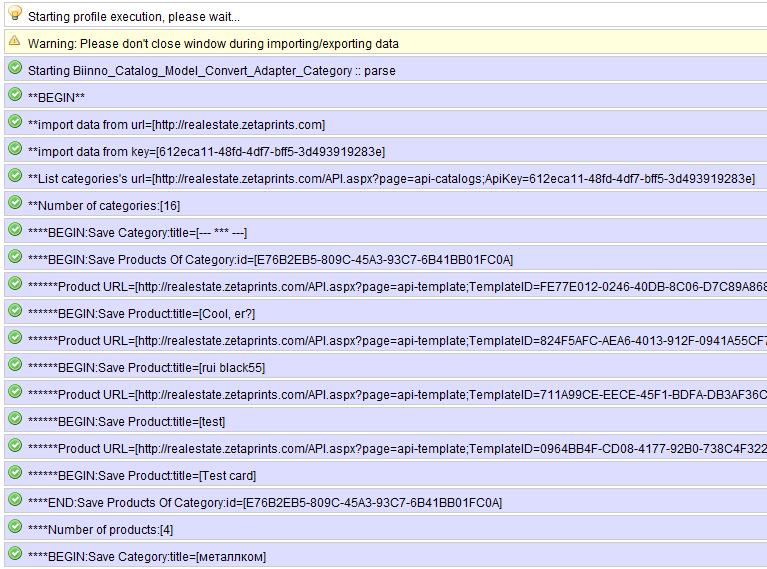 Starting profile execution, please wait...
Warning: Please don't close window during importing/exporting data
Starting Biinno_Catalog_Model_Convert_Adapter_Category :: parse
**BEGIN**
**import data from url=[http://realestate.zetaprints.com]
**import data from key=[612eca11-48fd-4df7-bff5-3d493919283e]
**List categories's url=[http://realestate.zetaprints.com/API.aspx?page=api-catalogs;ApiKey=612eca11-48fd-4df7-bff5-3d493919283e]
**Number of categories:[16]
****BEGIN:Save Category:title=[--- *** ---]
****BEGIN:Save Products Of Category:id=[E76B2EB5-809C-45A3-93C7-6B41BB01FC0A]
******Product URL=[http://realestate.zetaprints.com/API.aspx?page=api-template;TemplateID=FE77E012-0246-40DB-8C06-D7C89A868
******BEGIN:Save Product:title=[Cool, er?]
******Product URL=[http://realestate.zetaprints.com/API.aspx?page=api-template;TemplateID=824F5AFC-AEA6-4013-912F-0941A55CF7
******BEGIN:Save Product:title=[rui black55]
******Product URL=[http://realestate.zetaprints.com/API.aspx?page=api-template;TemplateID=711A99CE-EECE-45F1-BDFA-DB3AF36C
******BEGIN:Save Product:title=[test]
******Product URL=[http://realestate.zetaprints.com/API.aspx?page=api-template;TemplateID=0964BB4F-CD08-4177-92B0-738C4F322
******BEGIN:Save Product:title=[Test card]
****END:Save Products Of Category:id=[E76B2EB5-809C-45A3-93C7-6B41BB01FC0A]
****Number of products:[4]
****BEGIN:Save Category:title=[металлком]